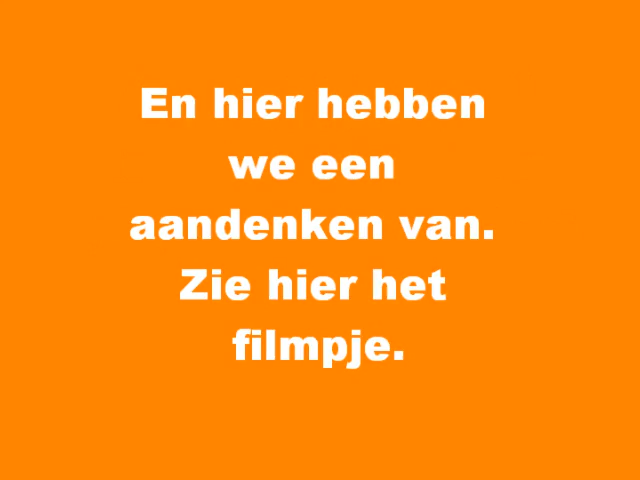 En hier hebben
we een
aandenken van.
Zie hier het
filmpje.